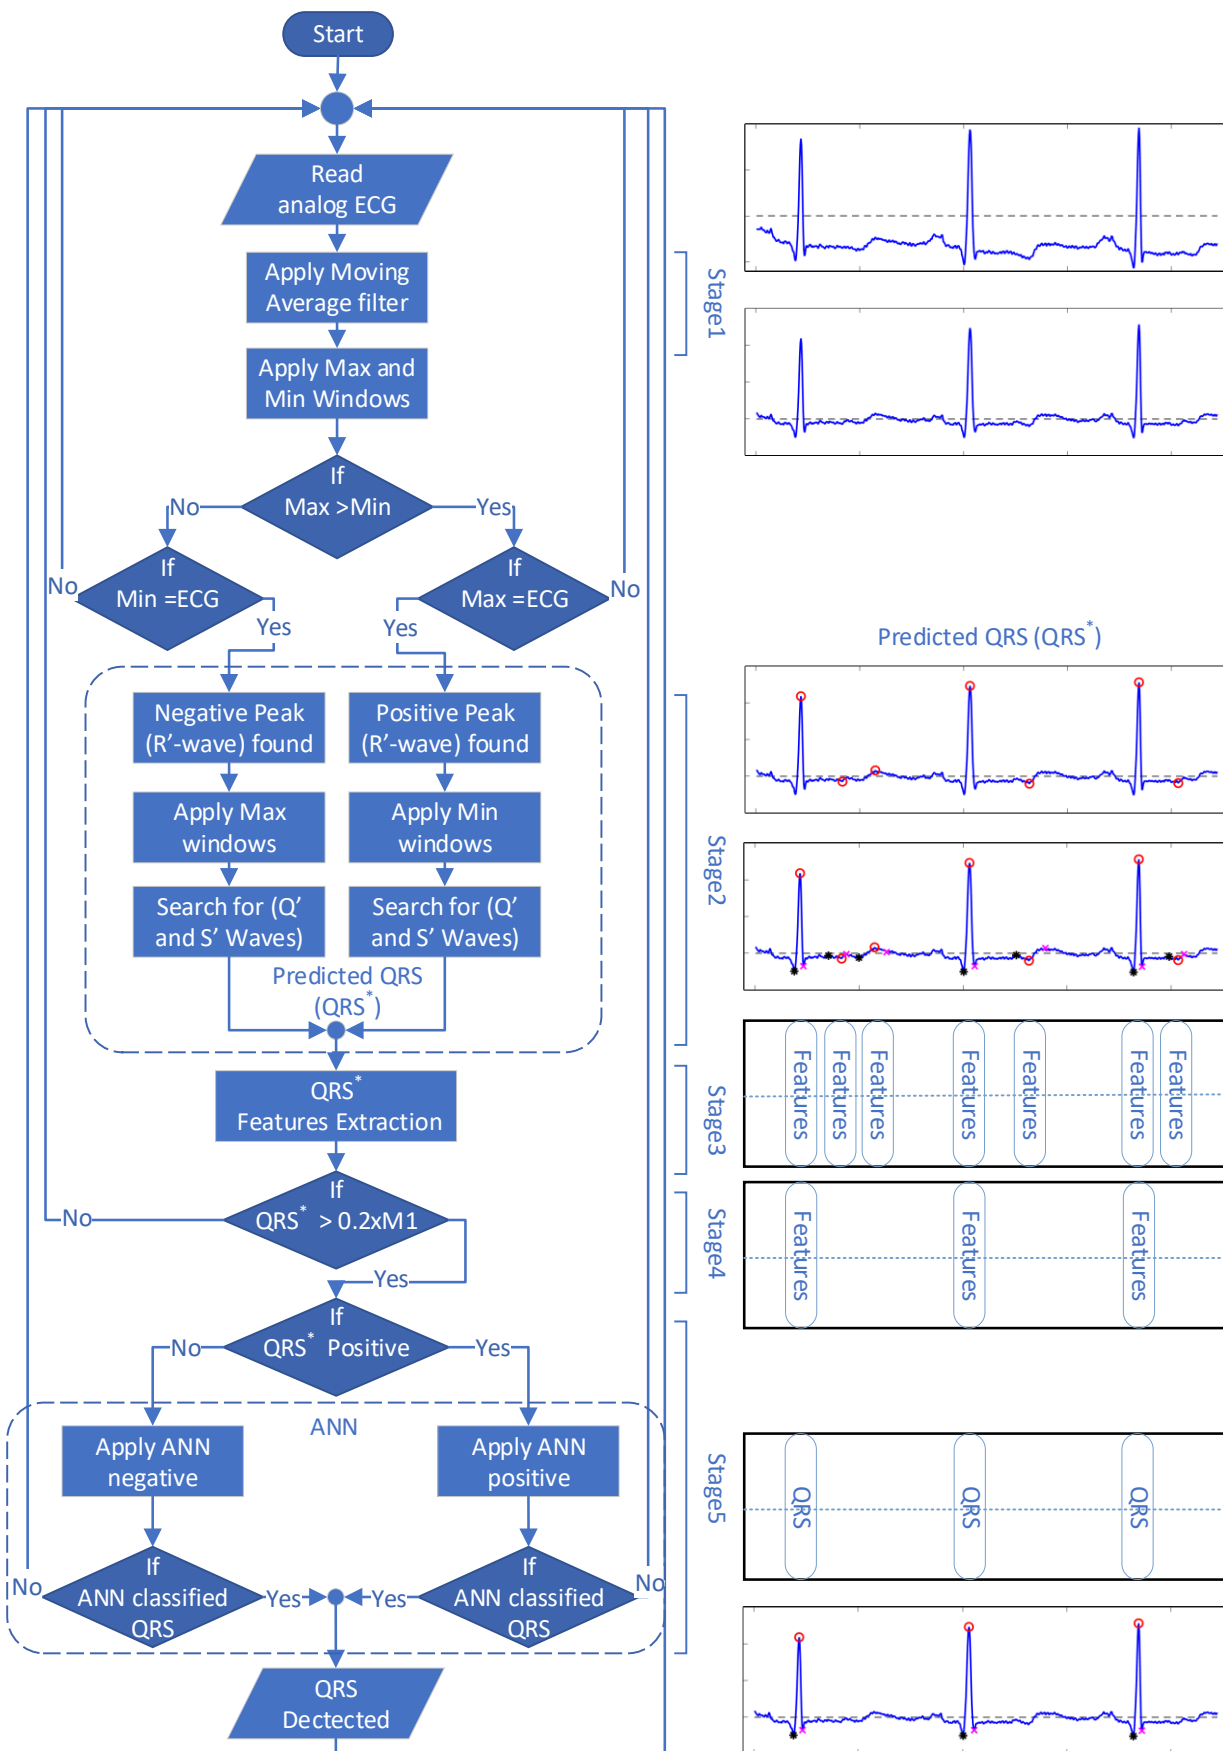 Start
Read
analog ECG
Apply Moving
Average filter
Stage1
Apply Max and
Min Windows
If
Max >Min
No
Yes
If
Min =ECG
If
Max =ECG
No
No
Yes
Yes
Predicted QRS (QRS*)
Negative Peak
(R’-wave) found
Positive Peak
(R’-wave) found
Apply Max
windows
Apply Min
windows
Stage2
Search for (Q’
and S’ Waves)
Search for (Q’
and S’ Waves)
Predicted QRS
(QRS*)
QRS*
Features Extraction
Stage3
Features
Features
Features
Features
Features
Features
Features
If
QRS* > 0.2xM1
No
Yes
Stage4
Features
Features
Features
If
QRS* Positive
No
Yes
ANN
Apply ANN
negative
Apply ANN
positive
Stage5
QRS
QRS
QRS
If
ANN classified
QRS
If
ANN classified
QRS
No
Yes
Yes
No
QRS
Dectected